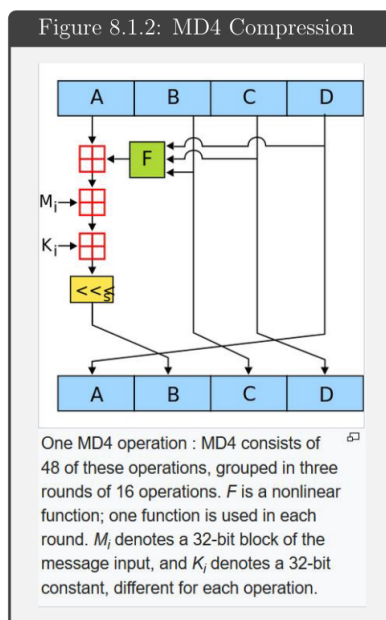 Figure 8.1.2: MD4 Compression
A B C D
F
Mi
Ki
<<<s
A B C D
One MD4 operation : MD4 consists of
48 of these operations, grouped in three
rounds of 16 operations. F is a nonlinear
function; one function is used in each
round. Mi denotes a 32-bit block of the
message input, and Ki denotes a 32-bit
constant, different for each operation.